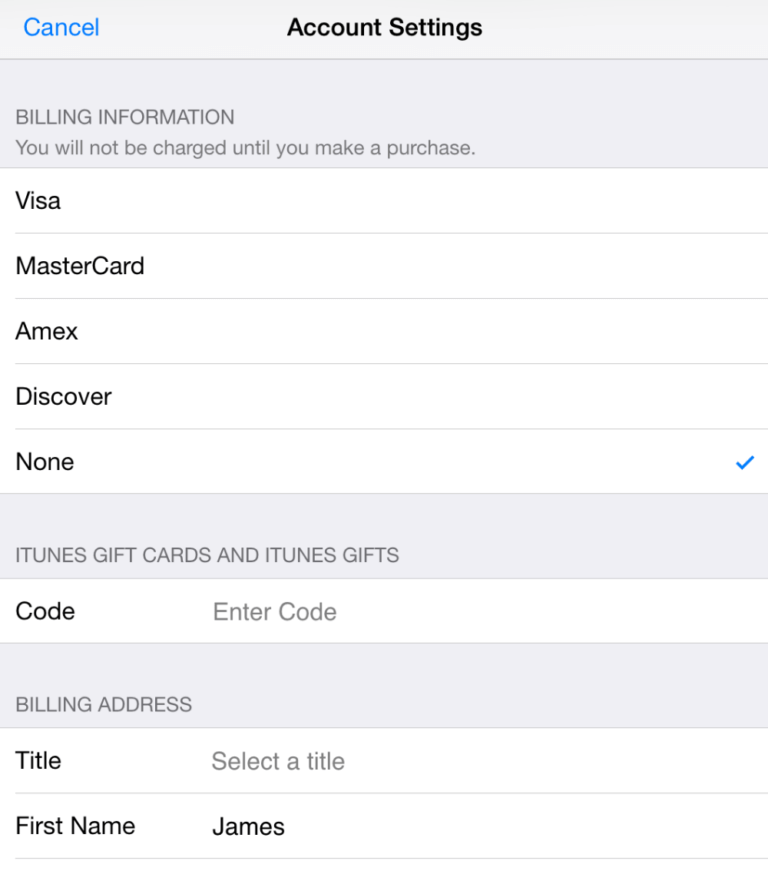 Cancel Account Settings
BILLING INFORMATION
You will not be charged until you make a purchase.
Visa
MasterCard
Amex
Discover
None
ITUNES GIFT CARDS AND ITUNES GIFTS
Code Enter Code
BILLING ADDRESS
Title Select a title
First Name James